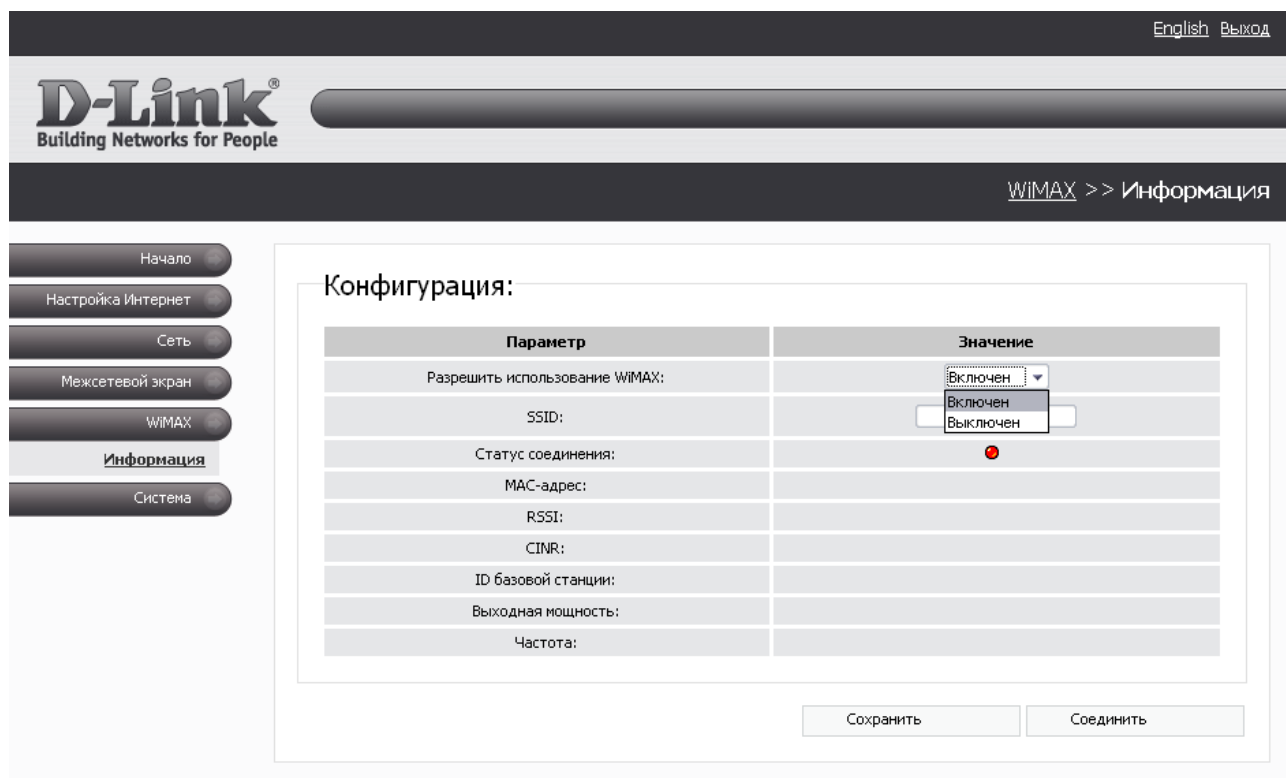 English Выход
D-Link®
Building Networks for People
WiMAX >> Информация
Начало
Настройка Интернет
Сеть
Межсетевой экран
WiMAX
Информация
Система
Конфигурация:
Параметр Значение
Разрешить использование WiMAX: Включен
Включен
SSID:
Выключен
Статус соединения:
MAC-адрес:
RSSI:
CINR:
ID базовой станции:
Выходная мощность:
Частота:
Сохранить Соединить